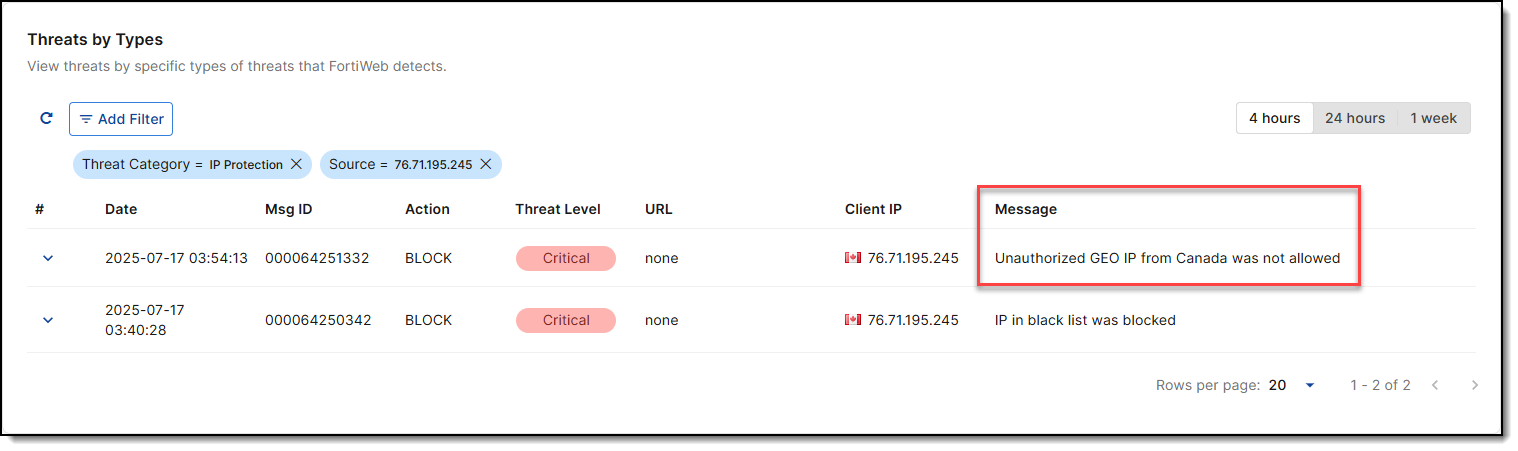 Threats by Types
View threats by specific types of threats that FortiWeb detects.
Add Filter
4 hours 24 hours 1 week
Threat Category = IP Protection Source = 76.71.195.245
# Date Msg ID Action Threat Level URL Client IP Message
2025-07-17 03:54:13 000064251332 BLOCK Critical none 76.71.195.245 Unauthorized GEO IP from Canada was not allowed
2025-07-17
03:40:28 000064250342 BLOCK Critical none 76.71.195.245 IP in black list was blocked
Rows per page: 20 1 - 2 of 2